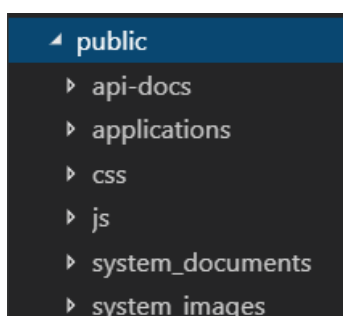 public
api-docs
applications
css
js
system_documents
system_images